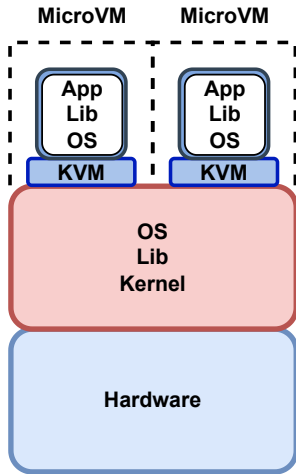 MicroVM MicroVM
App App
Lib Lib
OS OS
KVM KVM
OS
Lib
Kernel
Hardware